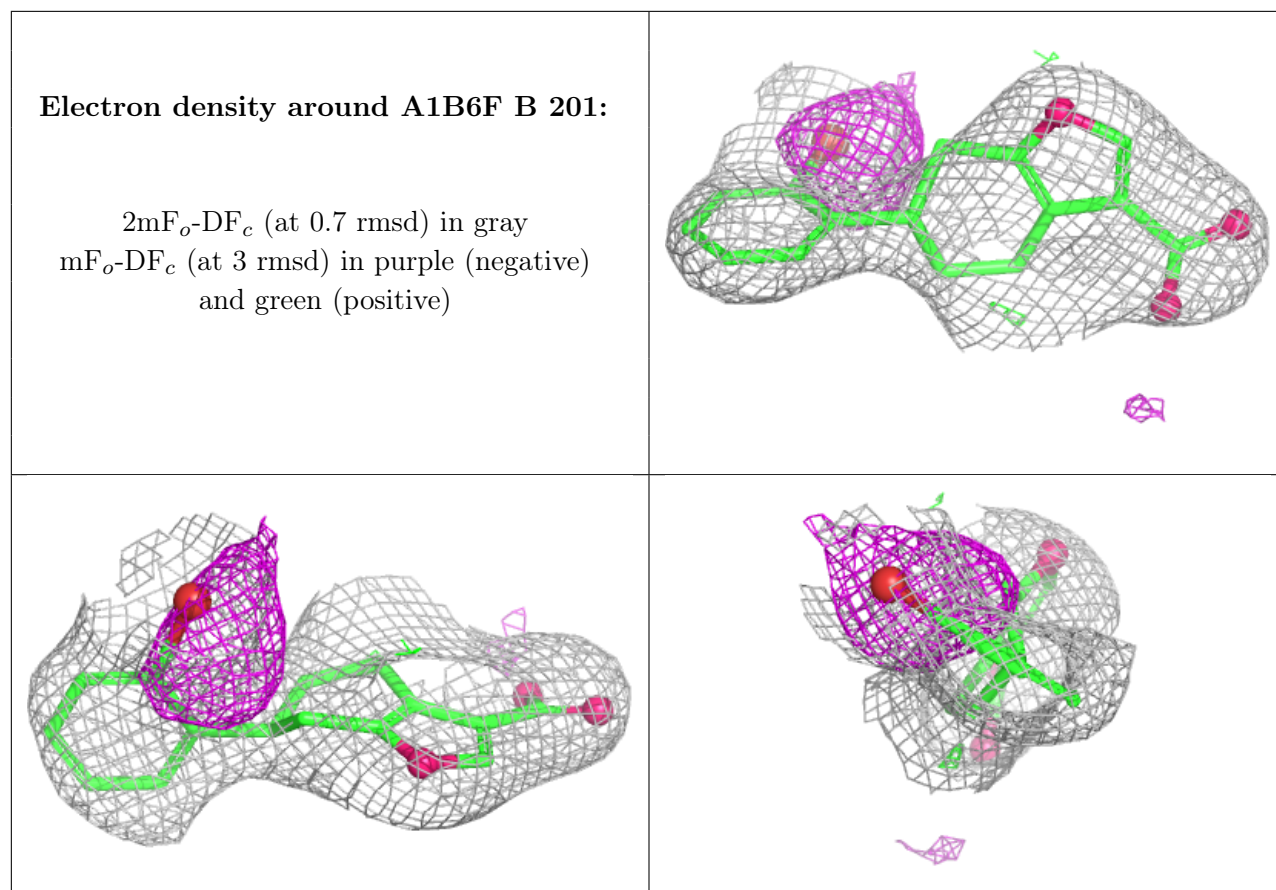 Electron density around A1B6F B 201:
2mFₒ-DF𝑐 (at 0.7 rmsd) in gray
mFₒ-DF𝑐 (at 3 rmsd) in purple (negative)
and green (positive)